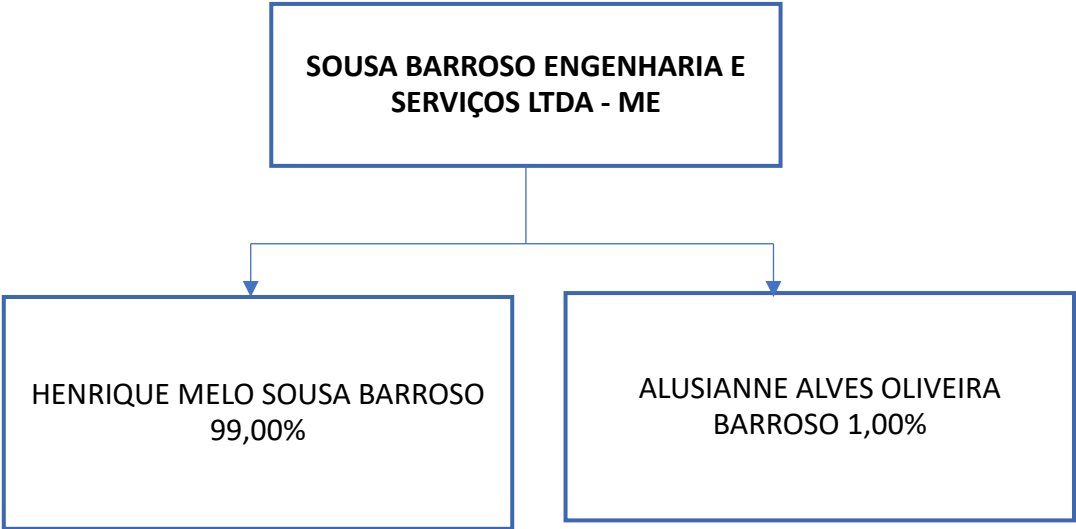 SOUSA BARROSO ENGENHARIA E
SERVIÇOS LTDA - ME
HENRIQUE MELO SOUSA BARROSO
99,00%
ALUSIANNE ALVES OLIVEIRA
BARROSO 1,00%